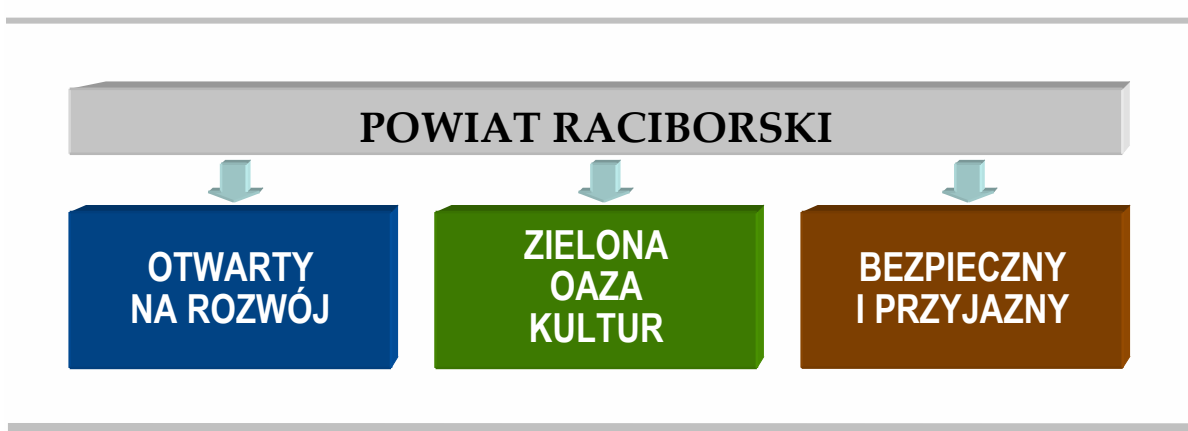 POWIAT RACIBORSKI
OTWARTY
NA ROZWÓJ
ZIELONA
OAZA
KULTUR
BEZPIECZNY
I PRZYJAZNY